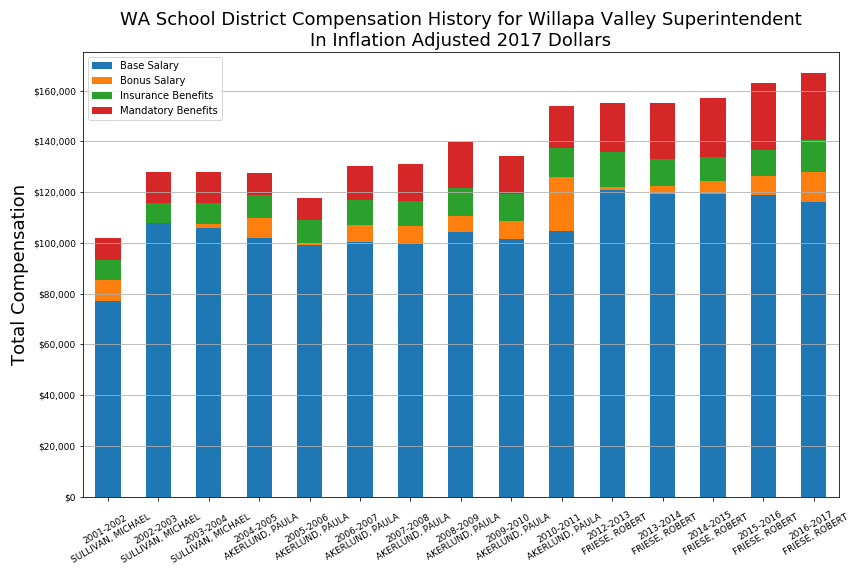 WA School District Compensation History for Willapa Valley Superintendent
In Inflation Adjusted 2017 Dollars
Base Salary
Bonus Salary
Insurance Benefits
Mandatory Benefits
Total Compensation
$160,000
$140,000
$120,000
$100,000
$80,000
$60,000
$40,000
$20,000
$0
2001-2002
SULLIVAN, MICHAEL
2002-2003
SULLIVAN, MICHAEL
2003-2004
SULLIVAN, MICHAEL
2004-2005
AKERLUND, PAULA
2005-2006
AKERLUND, PAULA
2006-2007
AKERLUND, PAULA
2007-2008
AKERLUND, PAULA
2008-2009
AKERLUND, PAULA
2009-2010
AKERLUND, PAULA
2010-2011
AKERLUND, PAULA
2012-2013
FRIESE, ROBERT
2013-2014
FRIESE, ROBERT
2014-2015
FRIESE, ROBERT
2015-2016
FRIESE, ROBERT
2016-2017
FRIESE, ROBERT